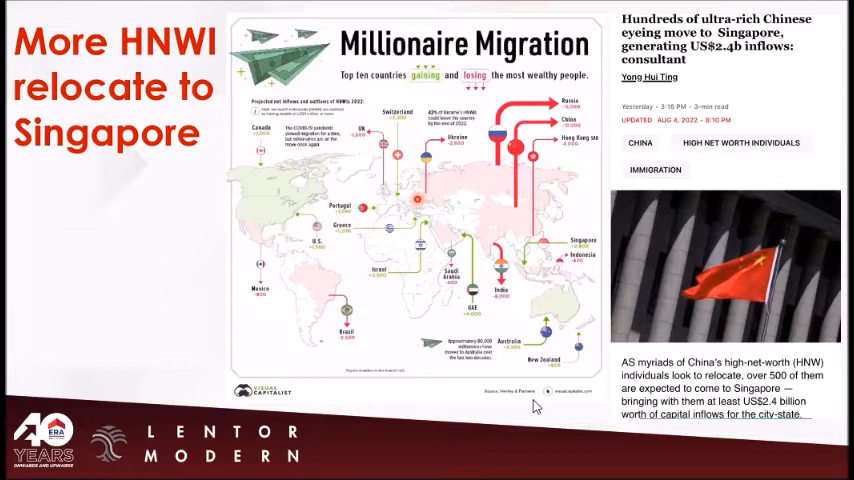 More HNWI
relocate to
Singapore
Millionaire Migration
Top ten countries gaining and losing the most wealthy people.
Projected net inflows and outflows of HNWIs 2022:
The COVID-19 pandemic
slowed migration for a time,
but millionaires are on the
move once again.
42% of Ukraine's HNWIs
could leave the country
by the end of 2022.
Canada
+1,000
UK
-1,500
Switzerland
+2,200
Ukraine
-2,800
Russia
-15,000
China
-10,000
Hong Kong SAR
-3,000
Portugal
+1,300
Greece
+1,200
U.S.
+1,500
Israel
+2,500
Saudi
Arabia
-600
UAE
+4,000
India
-8,000
Singapore
+2,800
Indonesia
-600
Mexico
-800
Brazil
-2,500
Australia
+3,500
New Zealand
+800
Approximately 80,000
millionaires have
moved to Australia over
the last two decades.
VISUAL
CAPITALIST
Source: Henley & Partners
visualcapitalist.com
Hundreds of ultra-rich Chinese
eyeing move to Singapore,
generating US$2.4b inflows:
consultant
Yong Hui Ting
Yesterday • 3:16 PM • 3-min read
UPDATED AUG 4, 2022 • 8:10 PM
CHINA
HIGH NET WORTH INDIVIDUALS
IMMIGRATION
AS myriads of China's high-net-worth (HNW)
individuals look to relocate, over 500 of them
are expected to come to Singapore —
bringing with them at least US$2.4 billion
worth of capital inflows for the city-state.
40
ERA
YEARS
ONWARDS AND UPWARDS
LENTOR
MODERN